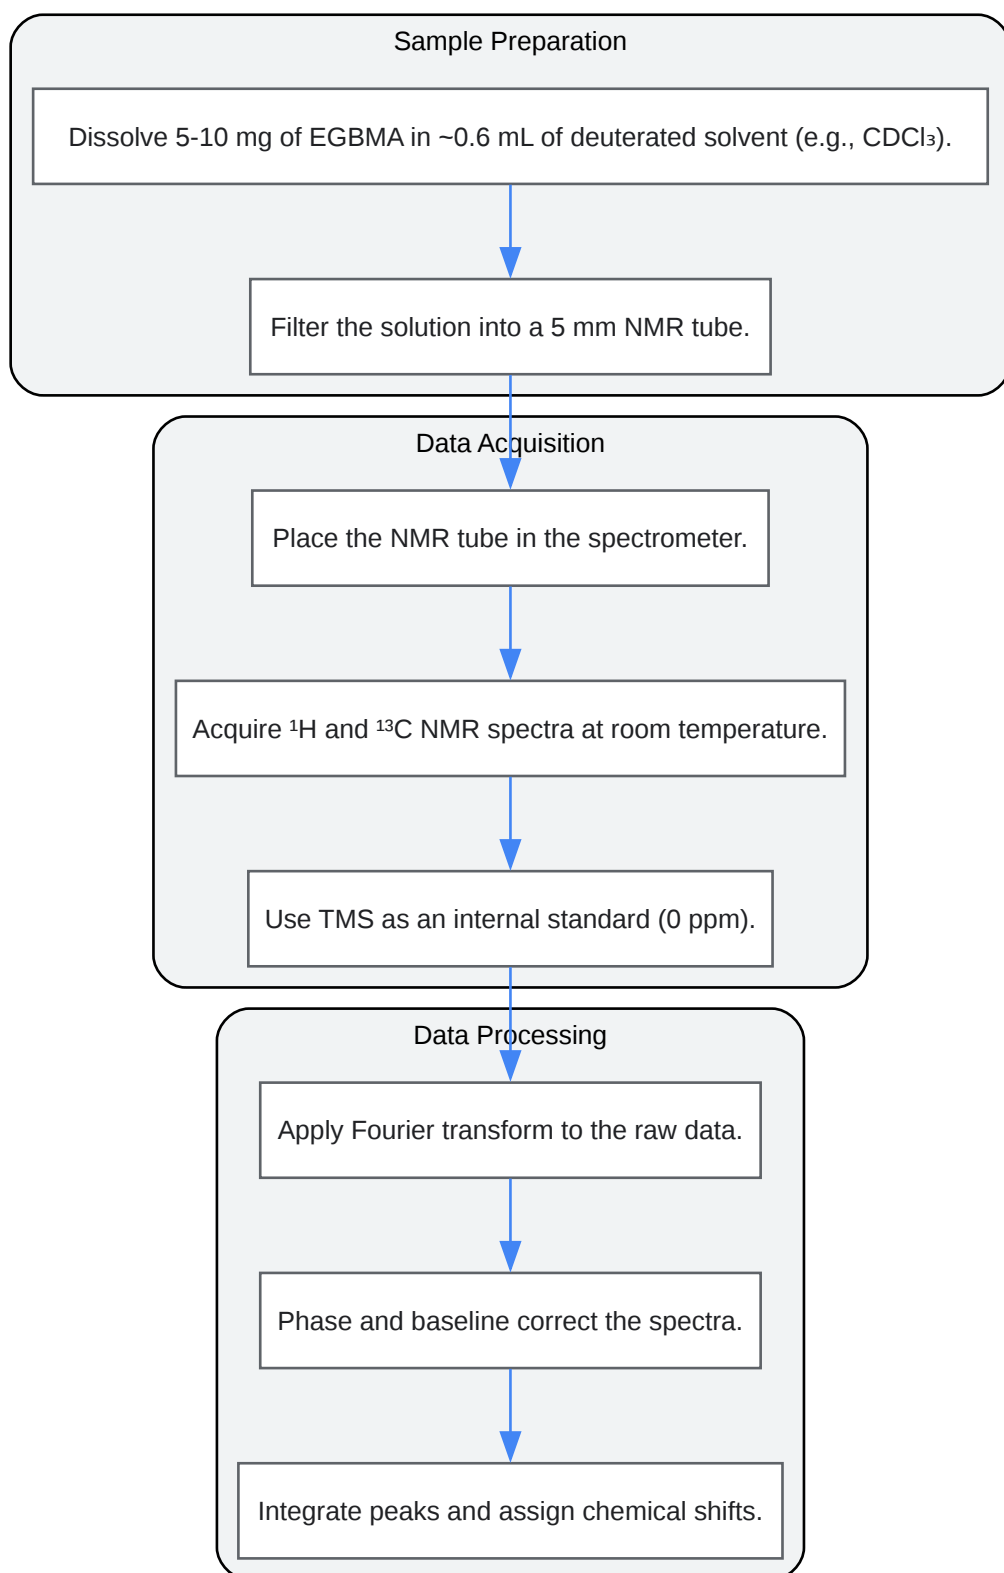 Sample Preparation
Dissolve 5-10 mg of EGBMA in ~0.6 mL of deuterated solvent (e.g., CDCl₃).
Filter the solution into a 5 mm NMR tube.
Data Acquisition
Place the NMR tube in the spectrometer.
Acquire ¹H and ¹³C NMR spectra at room temperature.
Use TMS as an internal standard (0 ppm).
Data Processing
Apply Fourier transform to the raw data.
Phase and baseline correct the spectra.
Integrate peaks and assign chemical shifts.